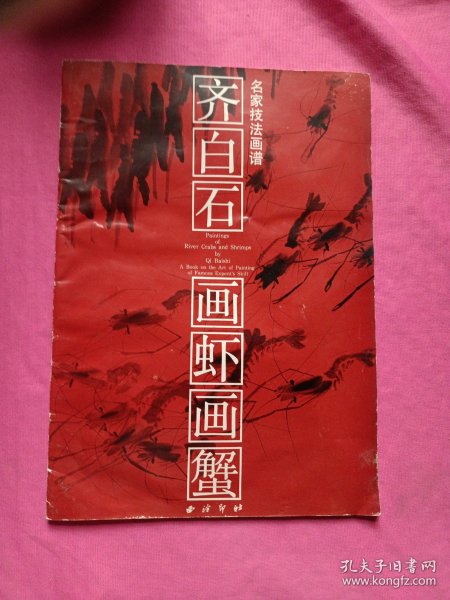 名家技法画谱
齐白石
Paintings
of
River Crabs and Shrimps
by
Qi Baishi
A Book on the Art of Painting
of Famous Expert's Skill
画虾画蟹
西泠印社
孔夫子旧书网
www.kongfz.com